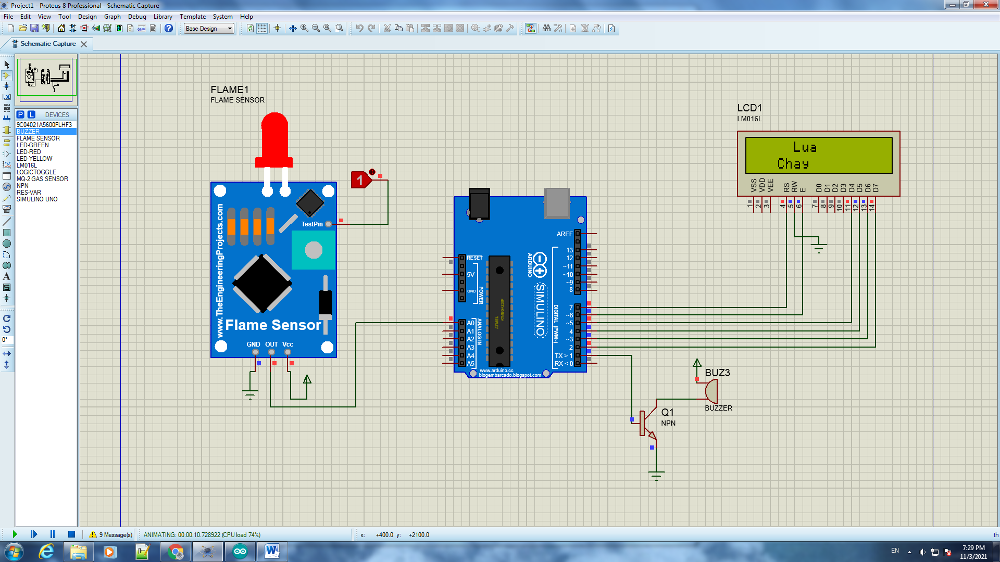 Project1 - Proteus 8 Professional - Schematic Capture
File Edit View Tool Design Graph Debug Library Template System Help
Base Design
Schematic Capture
P L DEVICES
9C04021A5600FLHF3
BUZZER
FLAME SENSOR
LED-GREEN
LED-RED
LED-YELLOW
LM016L
LOGICTOGGLE
MQ-2 GAS SENSOR
NPN
RES-VAR
SIMULINO UNO
LBL
A
S
0°
FLAME1
FLAME SENSOR
1
TestPin
www.TheEngineeringProjects.com
Flame Sensor
GND OUT Vcc
RESET
5V
GND
POWER
A0
A1
A2
A3
A4
A5
ANALOG IN
ATMEL
ATMEGA328P
ARDUINO
SIMULINO
AREF
13
12
~11
~10
~9
8
7
~6
~5
4
~3
2
TX > 1
RX < 0
DIGITAL (PWM~)
www.arduino.cc
blogembarcado.blogspot.com
LCD1
LM016L
Lua
Chay
VSS VDD VEE RS RW E D0 D1 D2 D3 D4 D5 D6 D7
1 2 3 4 5 6 7 8 9 10 11 12 13 14
BUZ3
BUZZER
Q1
NPN
9 Message(s)
ANIMATING: 00:00:10.728922 (CPU load 74%)
x: +400.0 y: +2100.0
th
EN
7:29 PM
11/3/2021